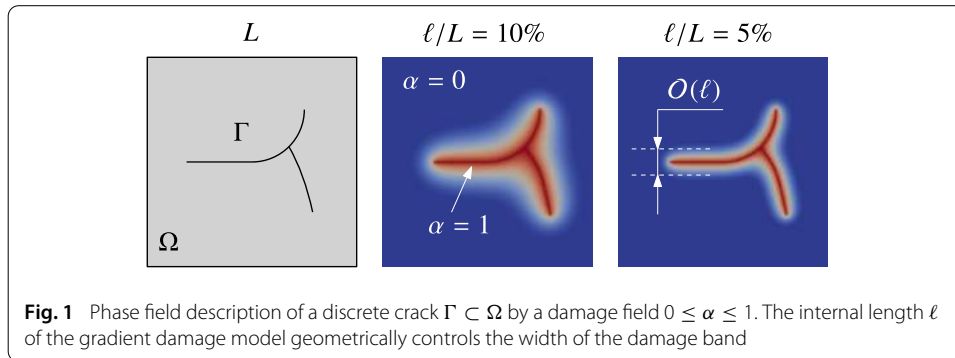 L
ℓ/L = 10%
ℓ/L = 5%
Γ
Ω
α = 0
α = 1
O(ℓ)
Fig. 1 Phase field description of a discrete crack Γ ⊂ Ω by a damage field 0 ≤ α ≤ 1. The internal length ℓ
of the gradient damage model geometrically controls the width of the damage band